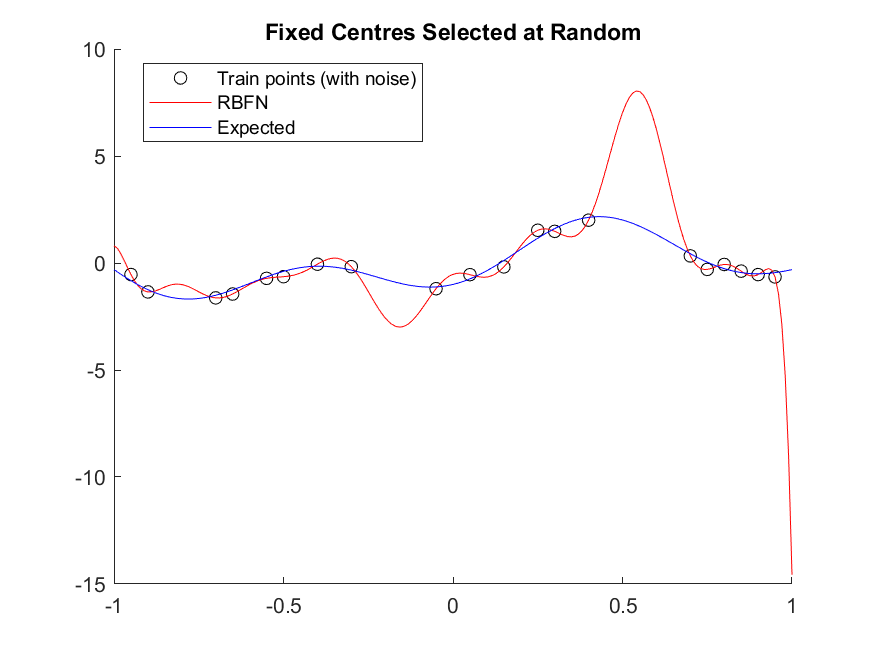 Fixed Centres Selected at Random
10
Train points (with noise)
RBFN
Expected
5
0
-5
-10
-15
-1
-0.5
0
0.5
1